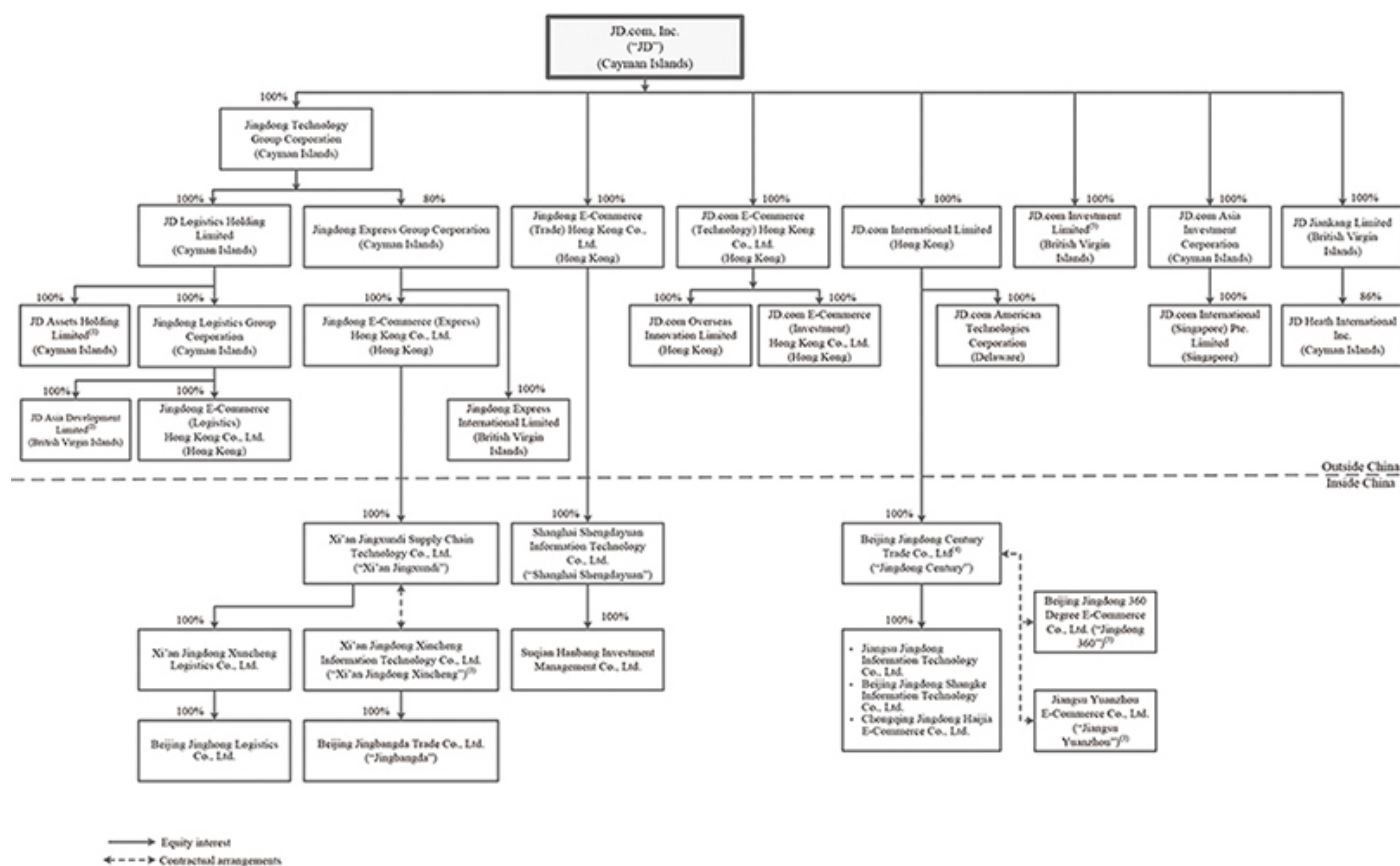 JD.com, Inc.
("JD")
(Cayman Islands)
100%
Jingdong Technology
Group Corporation
(Cayman Islands)
100%
JD Logistics Holding
Limited
(Cayman Islands)
80%
Jingdong Express Group Corporation
(Cayman Islands)
100%
Jingdong E-Commerce
(Trade) Hong Kong Co.,
Ltd.
(Hong Kong)
100%
JD.com E-Commerce
(Technology) Hong Kong
Co., Ltd.
(Hong Kong)
100%
JD.com International Limited
(Hong Kong)
100%
JD.com Investment
Limited
(British Virgin
Islands)
100%
JD.com Asia
Investment
Corporation
(Cayman Islands)
100%
JD Jiankang Limited
(British Virgin
Islands)
100%
JD Assets Holding
Limited(1)
(Cayman Islands)
100%
Jingdong Logistics Group
Corporation
(Cayman Islands)
100%
Jingdong E-Commerce (Express)
Hong Kong Co., Ltd.
(Hong Kong)
100%
JD.com Overseas
Innovation Limited
(Hong Kong)
100%
JD.com E-Commerce
(Investment)
Hong Kong Co., Ltd.
(Hong Kong)
100%
JD.com American
Technologies
Corporation
(Delaware)
100%
JD.com International
(Singapore) Pte.
Limited
(Singapore)
86%
JD Heath International
Inc.
(Cayman Islands)
100%
JD Asia Development
Limited(2)
(British Virgin Islands)
100%
Jingdong E-Commerce
(Logistics)
Hong Kong Co., Ltd.
(Hong Kong)
100%
Jingdong Express
International Limited
(British Virgin
Islands)
Outside China
Inside China
100%
Xi'an Jingxundi Supply Chain
Technology Co., Ltd.
("Xi'an Jingxundi")
100%
Shanghai Shengdayuan
Information Technology
Co., Ltd.
("Shanghai Shengdayuan")
100%
Beijing Jingdong Century
Trade Co., Ltd(4)
("Jingdong Century")
100%
Xi'an Jingdong Xuncheng
Logistics Co., Ltd.
Xi'an Jingdong Xincheng
Information Technology Co., Ltd.
("Xi'an Jingdong Xincheng")
100%
Suqian Hanbang Investment
Management Co., Ltd.
100%
• Jiangsu Jingdong
Information Technology
Co., Ltd.
• Beijing Jingdong Shangke
Information Technology
Co., Ltd.
• Chongqing Jingdong Haijia
E-Commerce Co., Ltd.
Beijing Jingdong 360
Degree E-Commerce
Co., Ltd. ("Jingdong
360")
Jiangsu Yuanzhou
E-Commerce Co., Ltd.
("Jiangsu
Yuanzhou")
100%
Beijing Jinghong Logistics
Co., Ltd.
100%
Beijing Jingbangda Trade Co., Ltd.
("Jingbangda")
Equity interest
Contractual arrangements